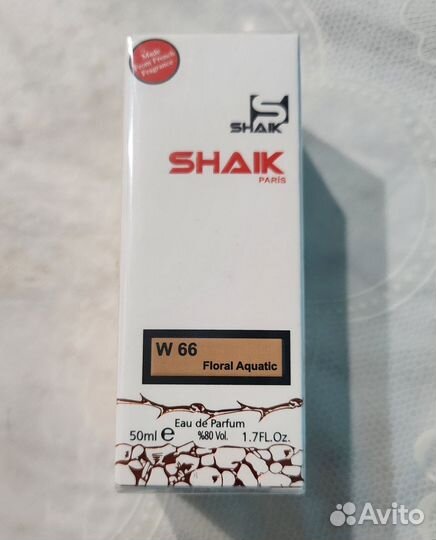 Made
From French
Fragrance
S
SHAIK
SHAIK
PARİS
W 66
Floral Aquatic
Eau de Parfum
50ml e %80 Vol. 1.7FL.Oz.
Avito